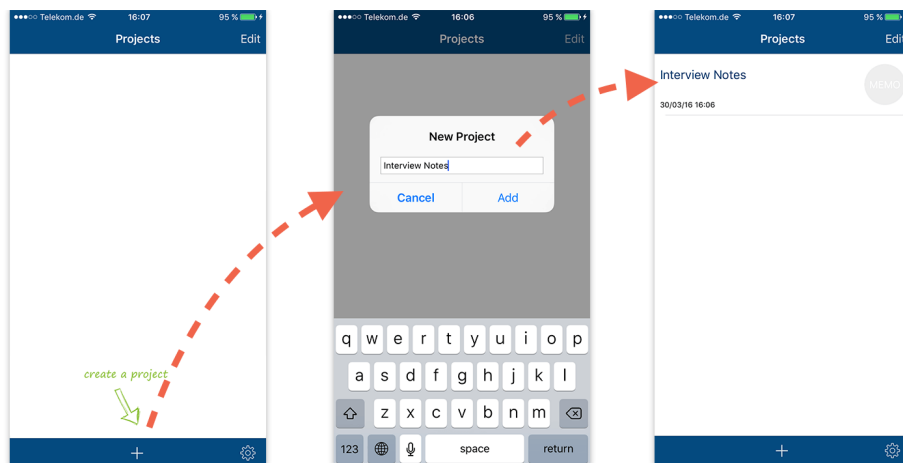 Telekom.de 16:07 95 %
Projects Edit
create a project
Telekom.de 16:06 95 %
Projects Edit
New Project
Interview Notes
Cancel Add
q w e r t y u i o p
a s d f g h j k l
z x c v b n m
123 space return
Telekom.de 16:07 95 %
Projects Edit
Interview Notes
MEMO
30/03/16 16:06